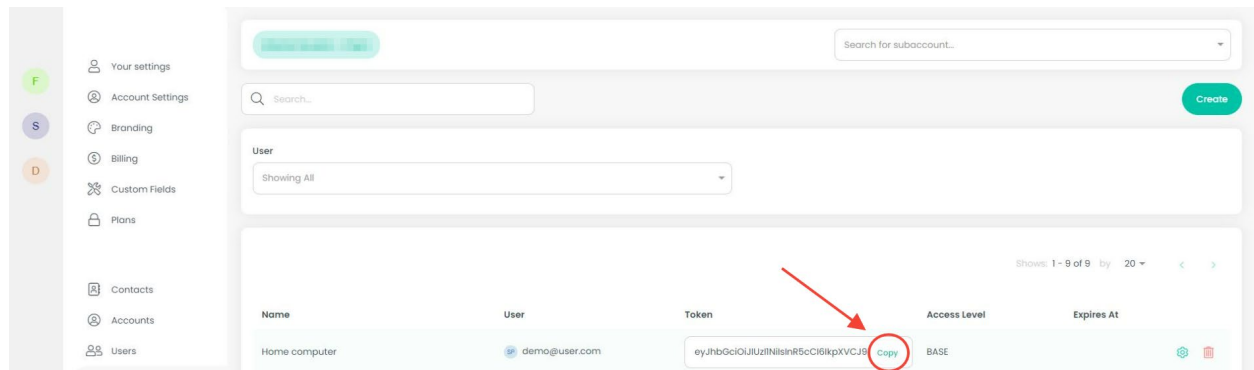 Search for subaccount...
F
Your settings
Account Settings
Search...
Create
S
Branding
Billing
User
D
Showing All
Custom Fields
Plans
Shows: 1 - 9 of 9 by 20
Contacts
Accounts
Name User Token Access Level Expires At
Users
Home computer SP demo@user.com eyJhbGciOiJIUzI1NiIsInR5cCI6IkpXVCJ9 Copy BASE